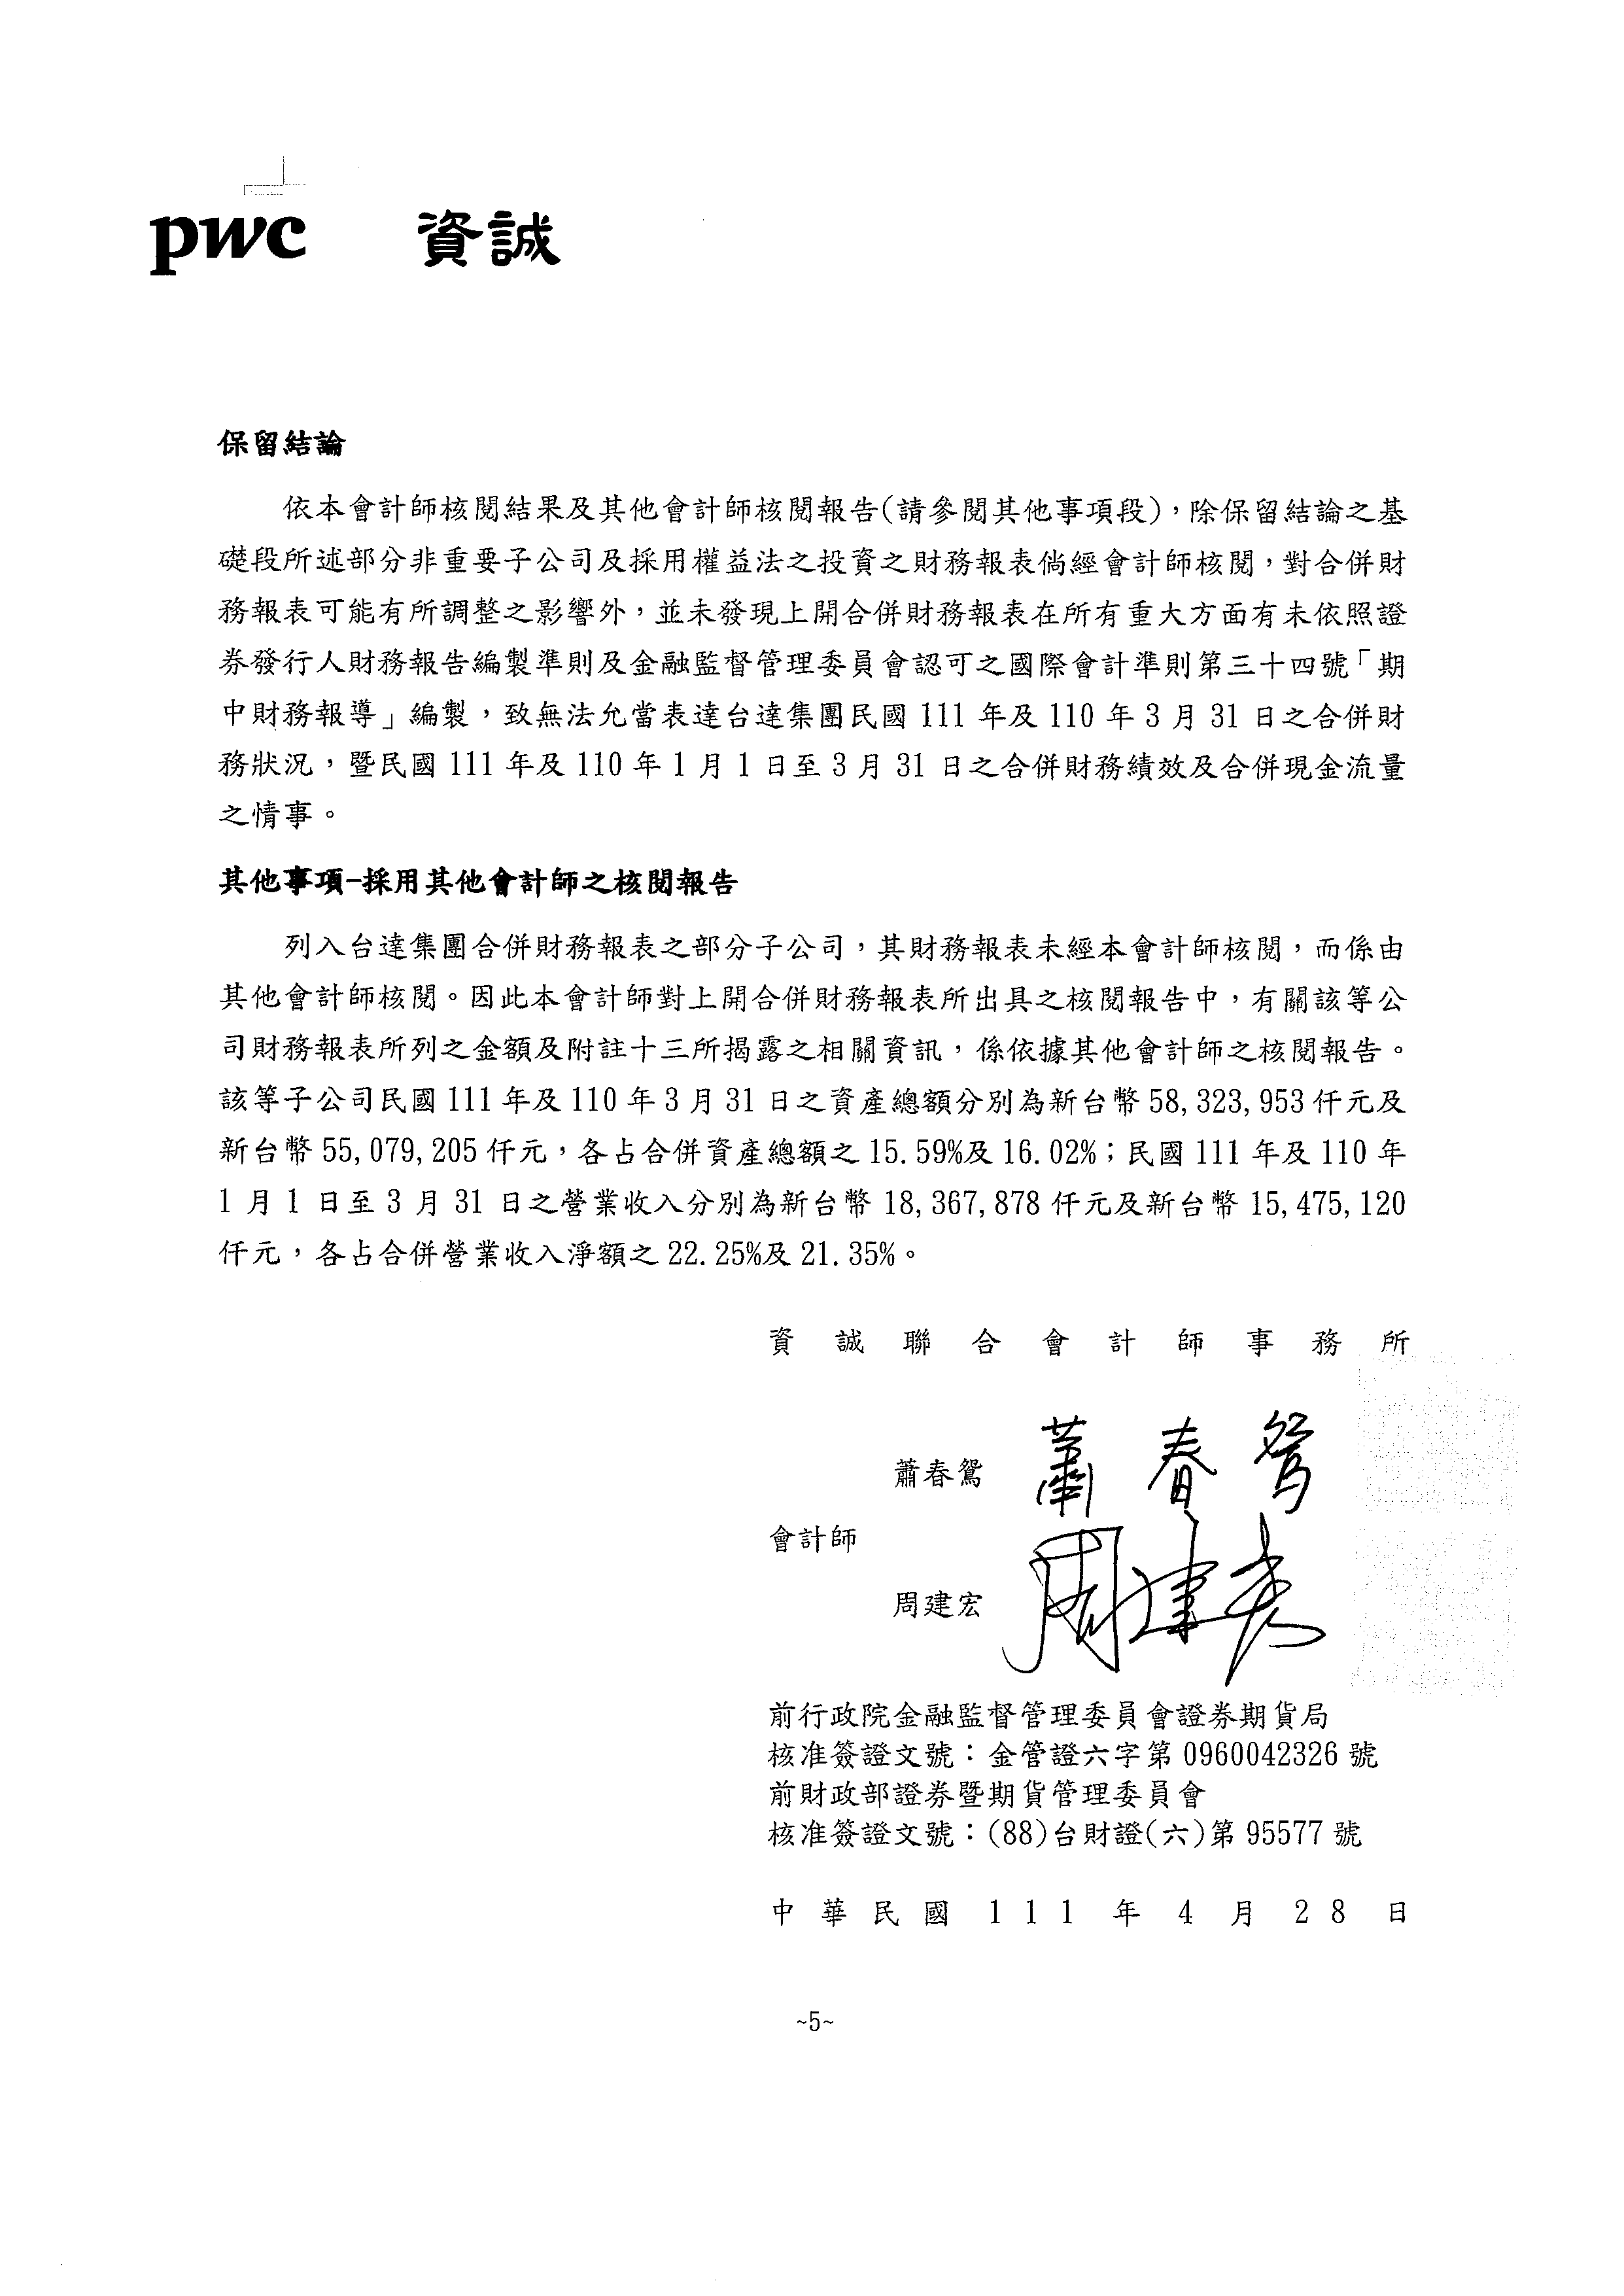 pwc 資誠
保留結論
依本會計師核閱結果及其他會計師核閱報告(請參閱其他事項段)，除保留結論之基
礎段所述部分非重要子公司及採用權益法之投資之財務報表倘經會計師核閱，對合併財
務報表可能有所調整之影響外，並未發現上開合併財務報表在所有重大方面有未依照證
券發行人財務報告編製準則及金融監督管理委員會認可之國際會計準則第三十四號「期
中財務報導」編製，致無法允當表達台達集團民國 111 年及 110 年 3 月 31 日之合併財
務狀況，暨民國 111 年及 110 年 1 月 1 日至 3 月 31 日之合併財務績效及合併現金流量
之情事。
其他事項-採用其他會計師之核閱報告
列入台達集團合併財務報表之部分子公司，其財務報表未經本會計師核閱，而係由
其他會計師核閱。因此本會計師對上開合併財務報表所出具之核閱報告中，有關該等公
司財務報表所列之金額及附註十三所揭露之相關資訊，係依據其他會計師之核閱報告。
該等子公司民國 111 年及 110 年 3 月 31 日之資產總額分別為新台幣 58,323,953 仟元及
新台幣 55,079,205 仟元，各占合併資產總額之 15.59%及 16.02%；民國 111 年及 110 年
1 月 1 日至 3 月 31 日之營業收入分別為新台幣 18,367,878 仟元及新台幣 15,475,120
仟元，各占合併營業收入淨額之 22.25%及 21.35%。
資誠聯合會計師事務所
蕭春鴛 蕭春鴛
會計師
周建宏 周建宏
前行政院金融監督管理委員會證券期貨局
核准簽證文號：金管證六字第 0960042326 號
前財政部證券暨期貨管理委員會
核准簽證文號：(88)台財證(六)第 95577 號
中華民國 111 年 4 月 28 日
~5~